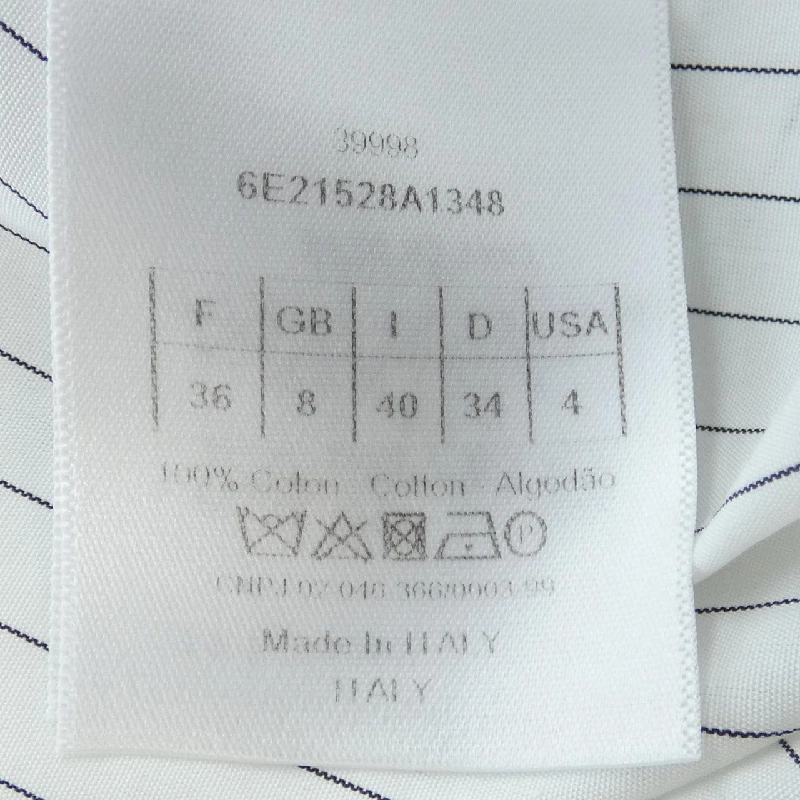 39998
6E21528A1348
F GB I D USA
36 8 40 34 4
100% Coton - Cotton - Algodão
P
CNPJ 02.046.366/0003-99
Made In ITALY
ITALY